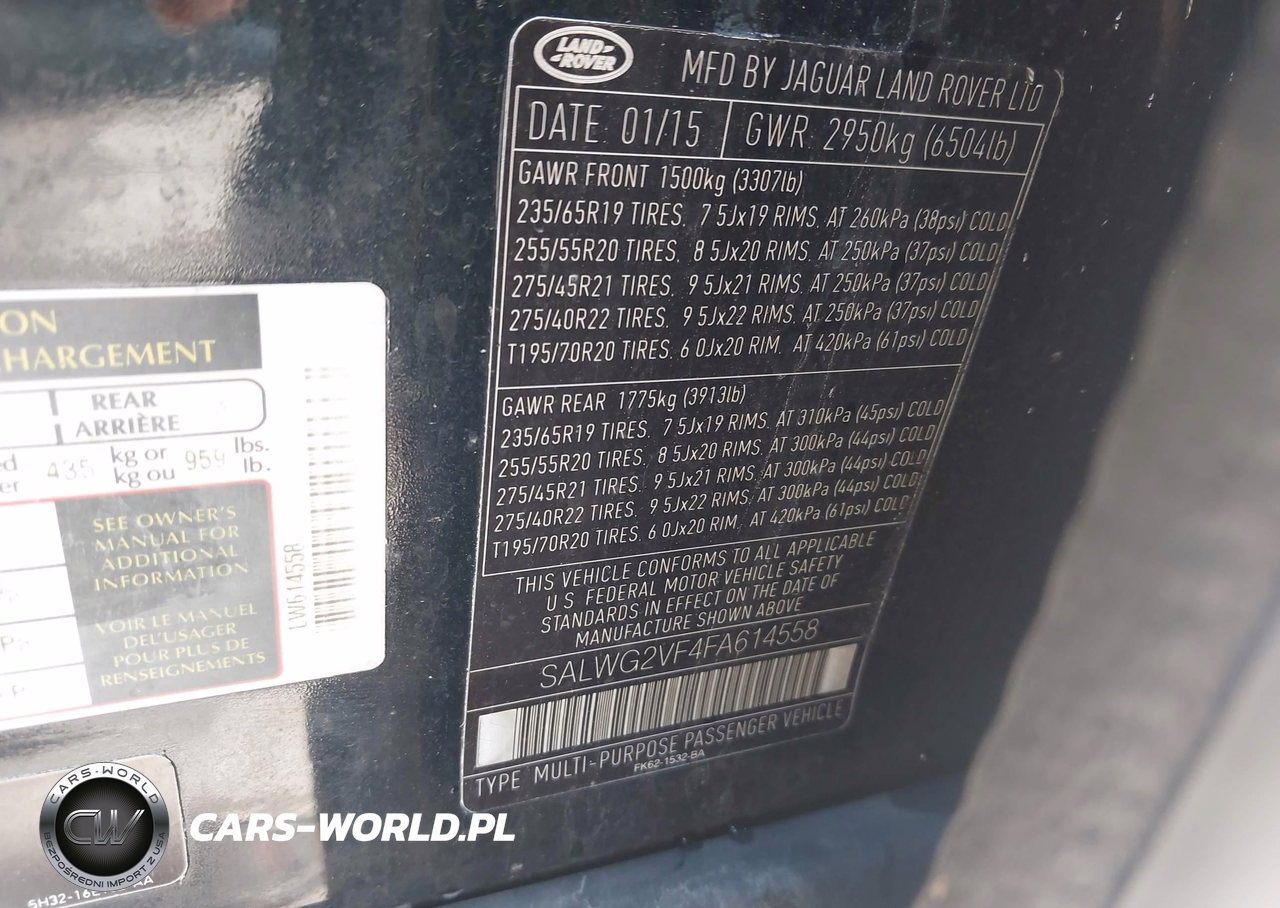 LAND ROVER
MFD BY JAGUAR LAND ROVER LTD
DATE: 01/15 GWR: 2950kg (6504lb)
GAWR FRONT 1500kg (3307lb)
235/65R19 TIRES. 7 5Jx19 RIMS. AT 260kPa (38psi) COLD
255/55R20 TIRES. 8 5Jx20 RIMS. AT 250kPa (37psi) COLD
275/45R21 TIRES. 9 5Jx21 RIMS. AT 250kPa (37psi) COLD
275/40R22 TIRES. 9 5Jx22 RIMS. AT 250kPa (37psi) COLD
T195/70R20 TIRES. 6 0Jx20 RIM. AT 420kPa (61psi) COLD
GAWR REAR 1775kg (3913lb)
235/65R19 TIRES. 7 5Jx19 RIMS. AT 310kPa (45psi) COLD
255/55R20 TIRES. 8 5Jx20 RIMS. AT 300kPa (44psi) COLD
275/45R21 TIRES. 9 5Jx21 RIMS. AT 300kPa (44psi) COLD
275/40R22 TIRES. 9 5Jx22 RIMS. AT 300kPa (44psi) COLD
T195/70R20 TIRES. 6 0Jx20 RIM. AT 420kPa (61psi) COLD
THIS VEHICLE CONFORMS TO ALL APPLICABLE
U S FEDERAL MOTOR VEHICLE SAFETY
STANDARDS IN EFFECT ON THE DATE OF
MANUFACTURE SHOWN ABOVE
SALWG2VF4FA614558
TYPE MULTI-PURPOSE PASSENGER VEHICLE
FK62-1532-BA
ON
HARGEMENT
REAR
ARRIÈRE
ed 435 kg or 959 lbs.
er kg ou lb.
SEE OWNER'S
MANUAL FOR
ADDITIONAL
INFORMATION
VOIR LE MANUEL
DEL'USAGER
POUR PLUS DE
RENSEIGNEMENTS
LW614558
CARS-WORLD
CW
BEZPOŚREDNI IMPORT Z USA
CARS-WORLD.PL